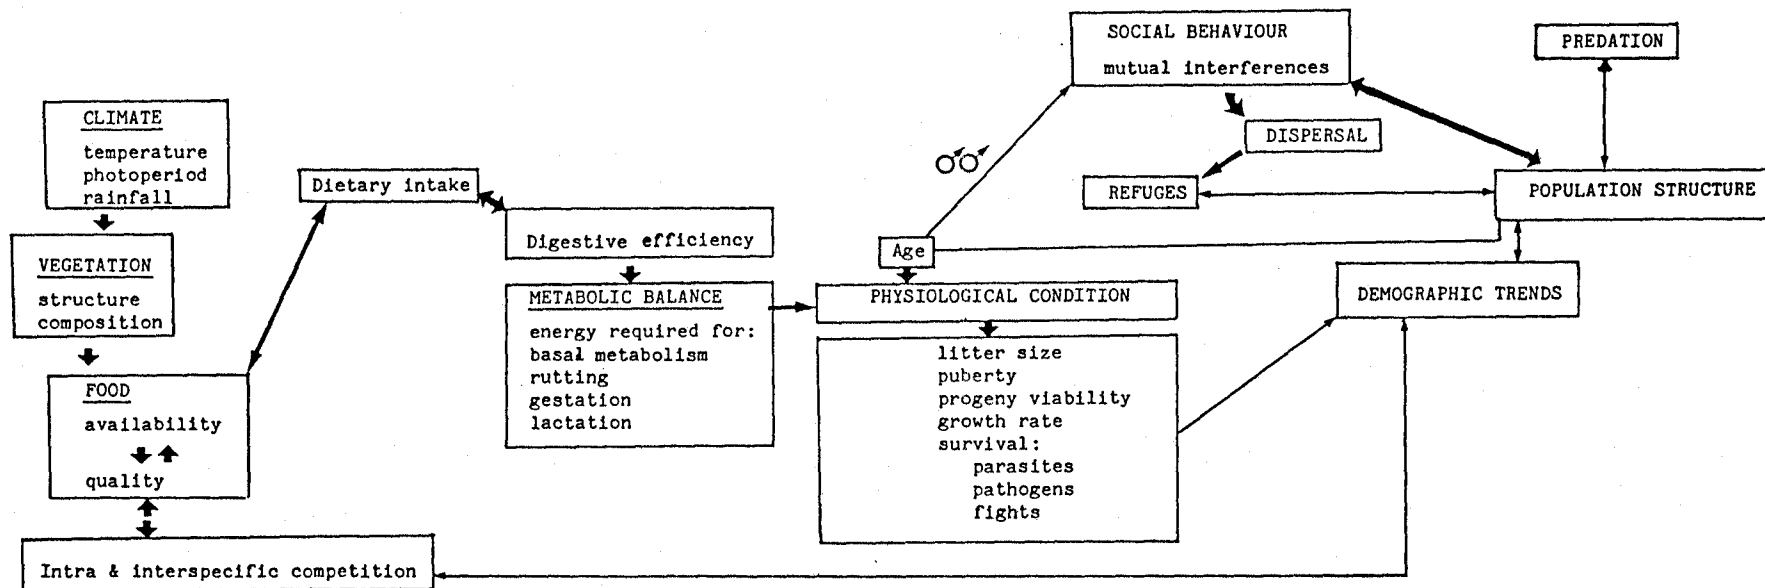 CLIMATE
temperature
photoperiod
rainfall
VEGETATION
structure
composition
FOOD
availability
quality
Intra & interspecific competition
Dietary intake
Digestive efficiency
METABOLIC BALANCE
energy required for:
basal metabolism
rutting
gestation
lactation
♂♂
Age
PHYSIOLOGICAL CONDITION
litter size
puberty
progeny viability
growth rate
survival:
parasites
pathogens
fights
SOCIAL BEHAVIOUR
mutual interferences
DISPERSAL
REFUGES
PREDATION
POPULATION STRUCTURE
DEMOGRAPHIC TRENDS